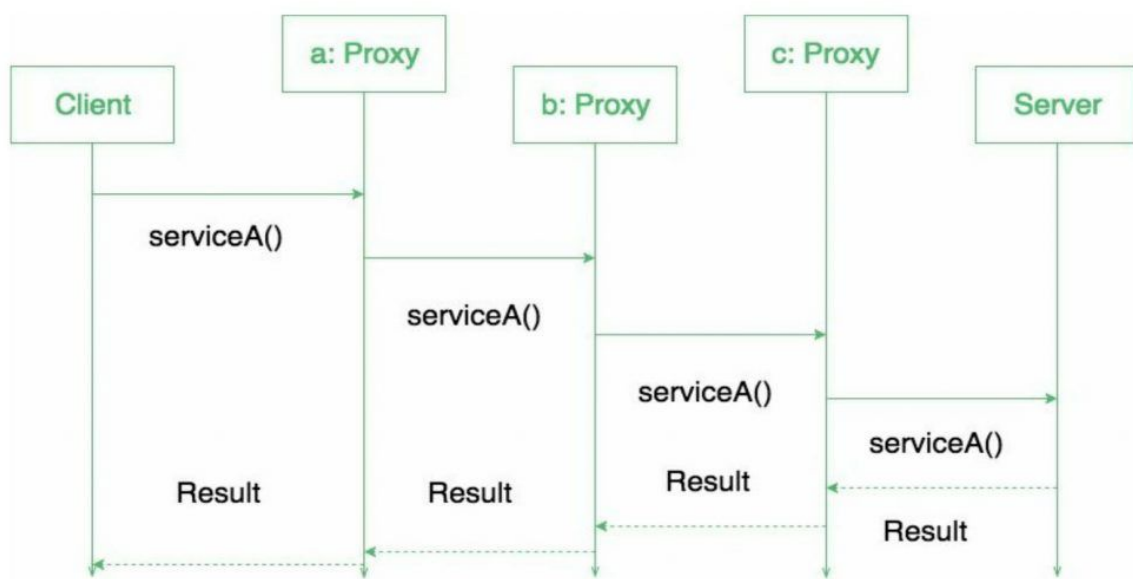 a: Proxy
c: Proxy
Client
b: Proxy
Server
serviceA()
serviceA()
serviceA()
serviceA()
Result
Result
Result
Result